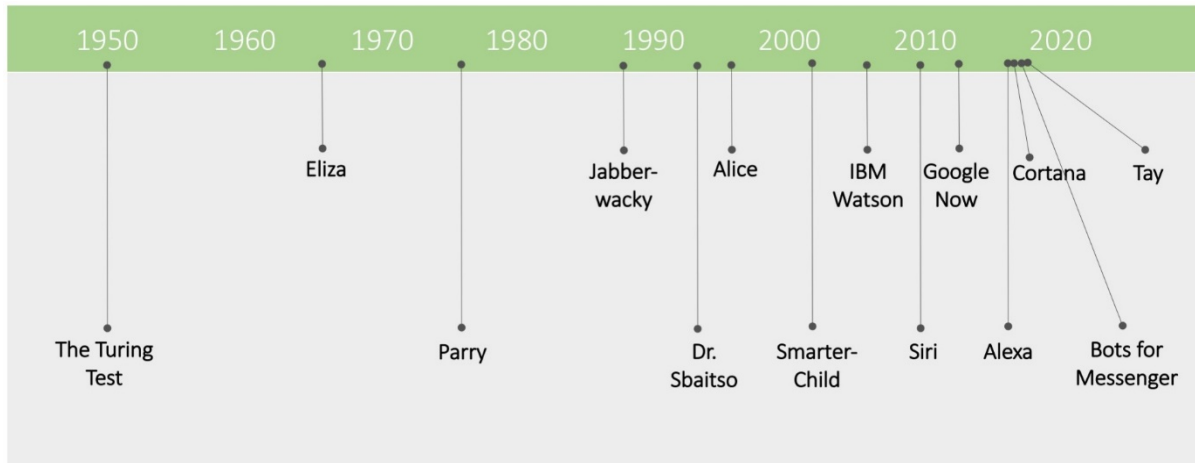 1950 1960 1970 1980 1990 2000 2010 2020
Eliza
Jabber-
wacky
Alice
IBM
Watson
Google
Now
Cortana
Tay
The Turing
Test
Parry
Dr.
Sbaitso
Smarter-
Child
Siri
Alexa
Bots for
Messenger